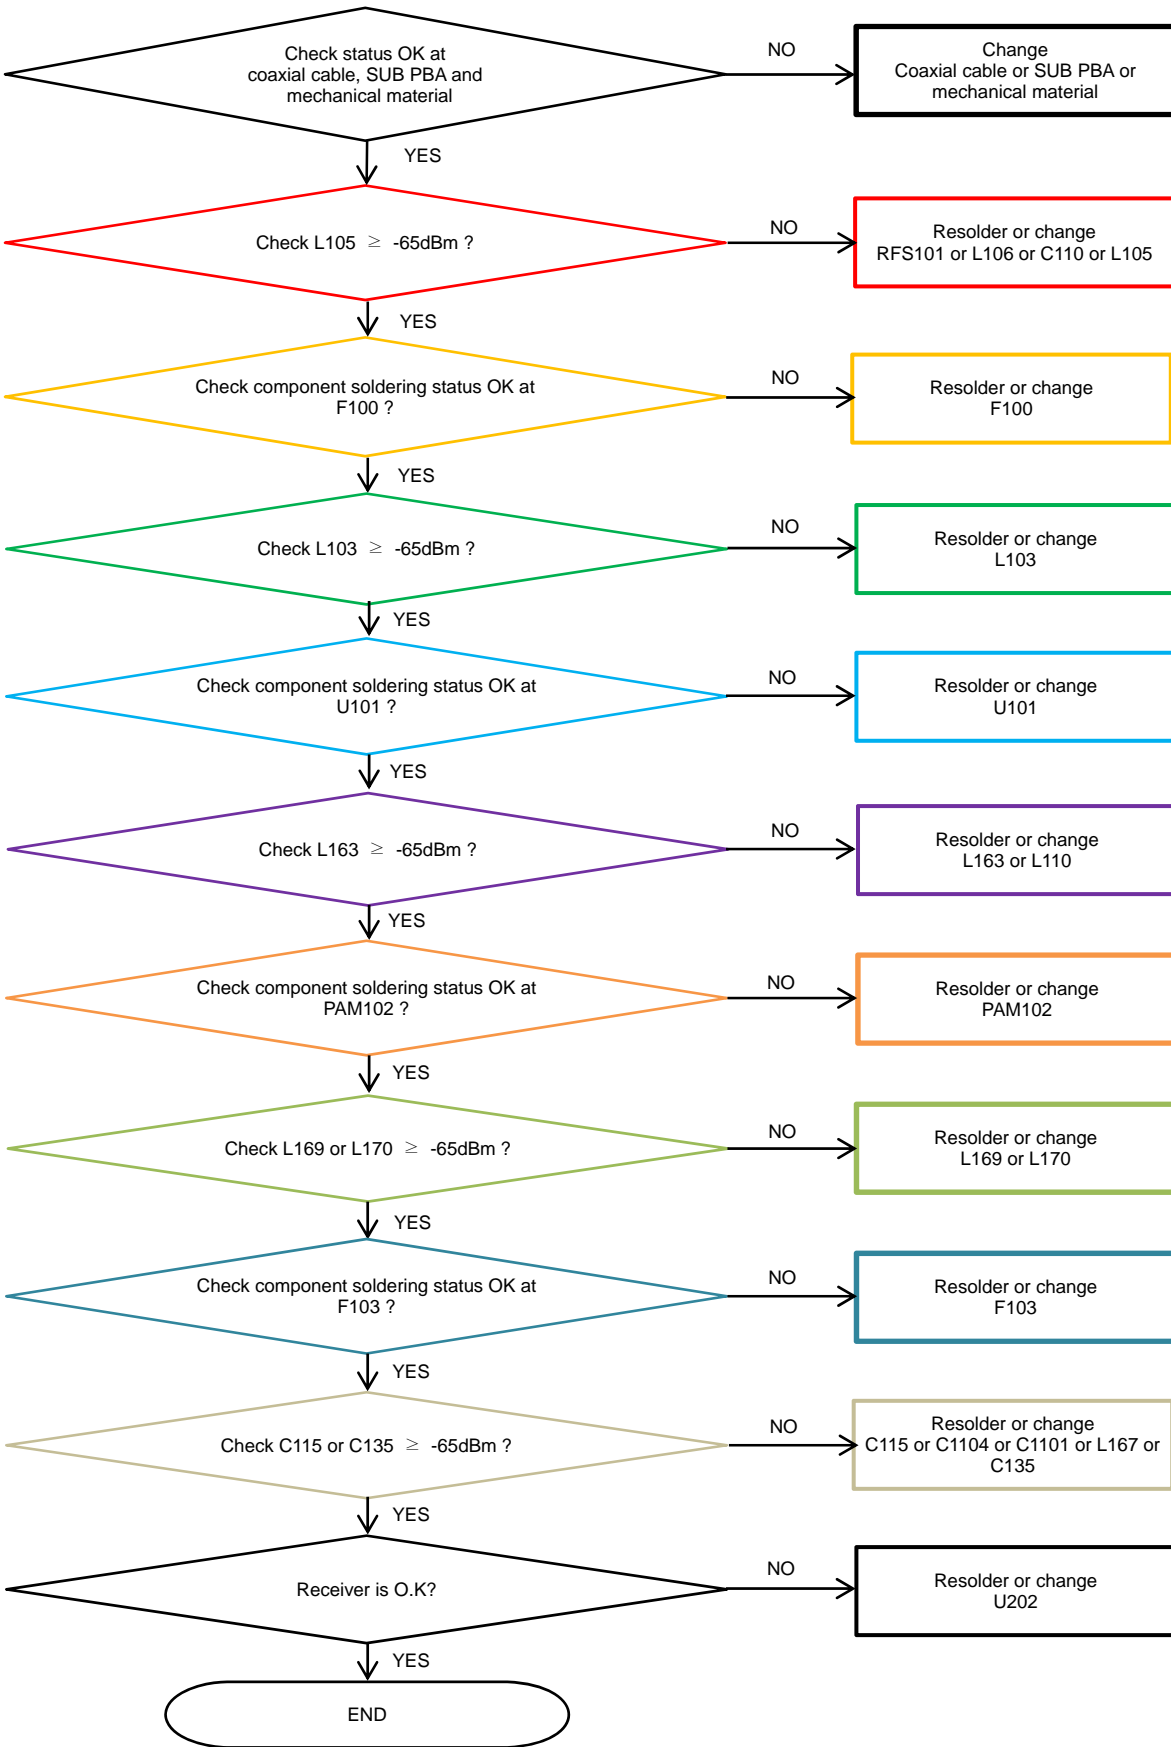 Check status OK at
coaxial cable, SUB PBA and
mechanical material
NO
Change
Coaxial cable or SUB PBA or
mechanical material
YES
Check L105 ≥ -65dBm ?
NO
Resolder or change
RFS101 or L106 or C110 or L105
YES
Check component soldering status OK at
F100 ?
NO
Resolder or change
F100
YES
Check L103 ≥ -65dBm ?
NO
Resolder or change
L103
YES
Check component soldering status OK at
U101 ?
NO
Resolder or change
U101
YES
Check L163 ≥ -65dBm ?
NO
Resolder or change
L163 or L110
YES
Check component soldering status OK at
PAM102 ?
NO
Resolder or change
PAM102
YES
Check L169 or L170 ≥ -65dBm ?
NO
Resolder or change
L169 or L170
YES
Check component soldering status OK at
F103 ?
NO
Resolder or change
F103
YES
Check C115 or C135 ≥ -65dBm ?
NO
Resolder or change
C115 or C1104 or C1101 or L167 or
C135
YES
Receiver is O.K?
NO
Resolder or change
U202
YES
END